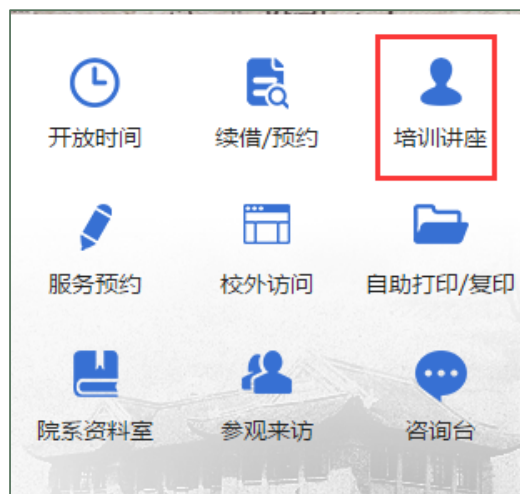 开放时间
续借/预约
培训讲座
服务预约
校外访问
自助打印/复印
院系资料室
参观来访
咨询台